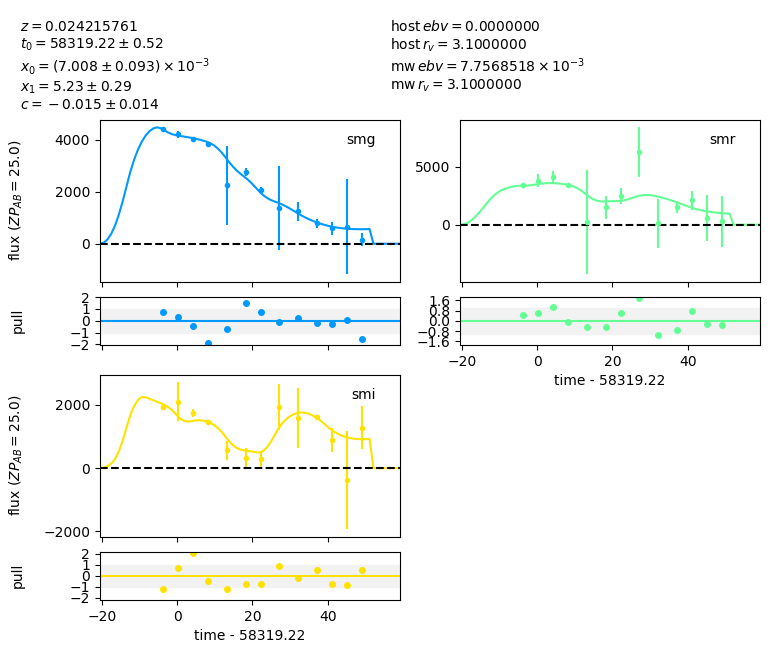 z = 0.024215761
t₀ = 58319.22 ± 0.52
x₀ = (7.008 ± 0.093) × 10⁻³
x₁ = 5.23 ± 0.29
c = −0.015 ± 0.014
host ebv = 0.0000000
host r_v = 3.1000000
mw ebv = 7.7568518 × 10⁻³
mw r_v = 3.1000000
smg
flux (ZP_AB = 25.0)
4000
2000
0
smr
5000
0
pull
2
1
0
−1
−2
1.6
0.8
0.0
−0.8
−1.6
−20
0
20
40
time - 58319.22
smi
flux (ZP_AB = 25.0)
2000
0
−2000
pull
2
1
0
−1
−2
−20
0
20
40
time - 58319.22